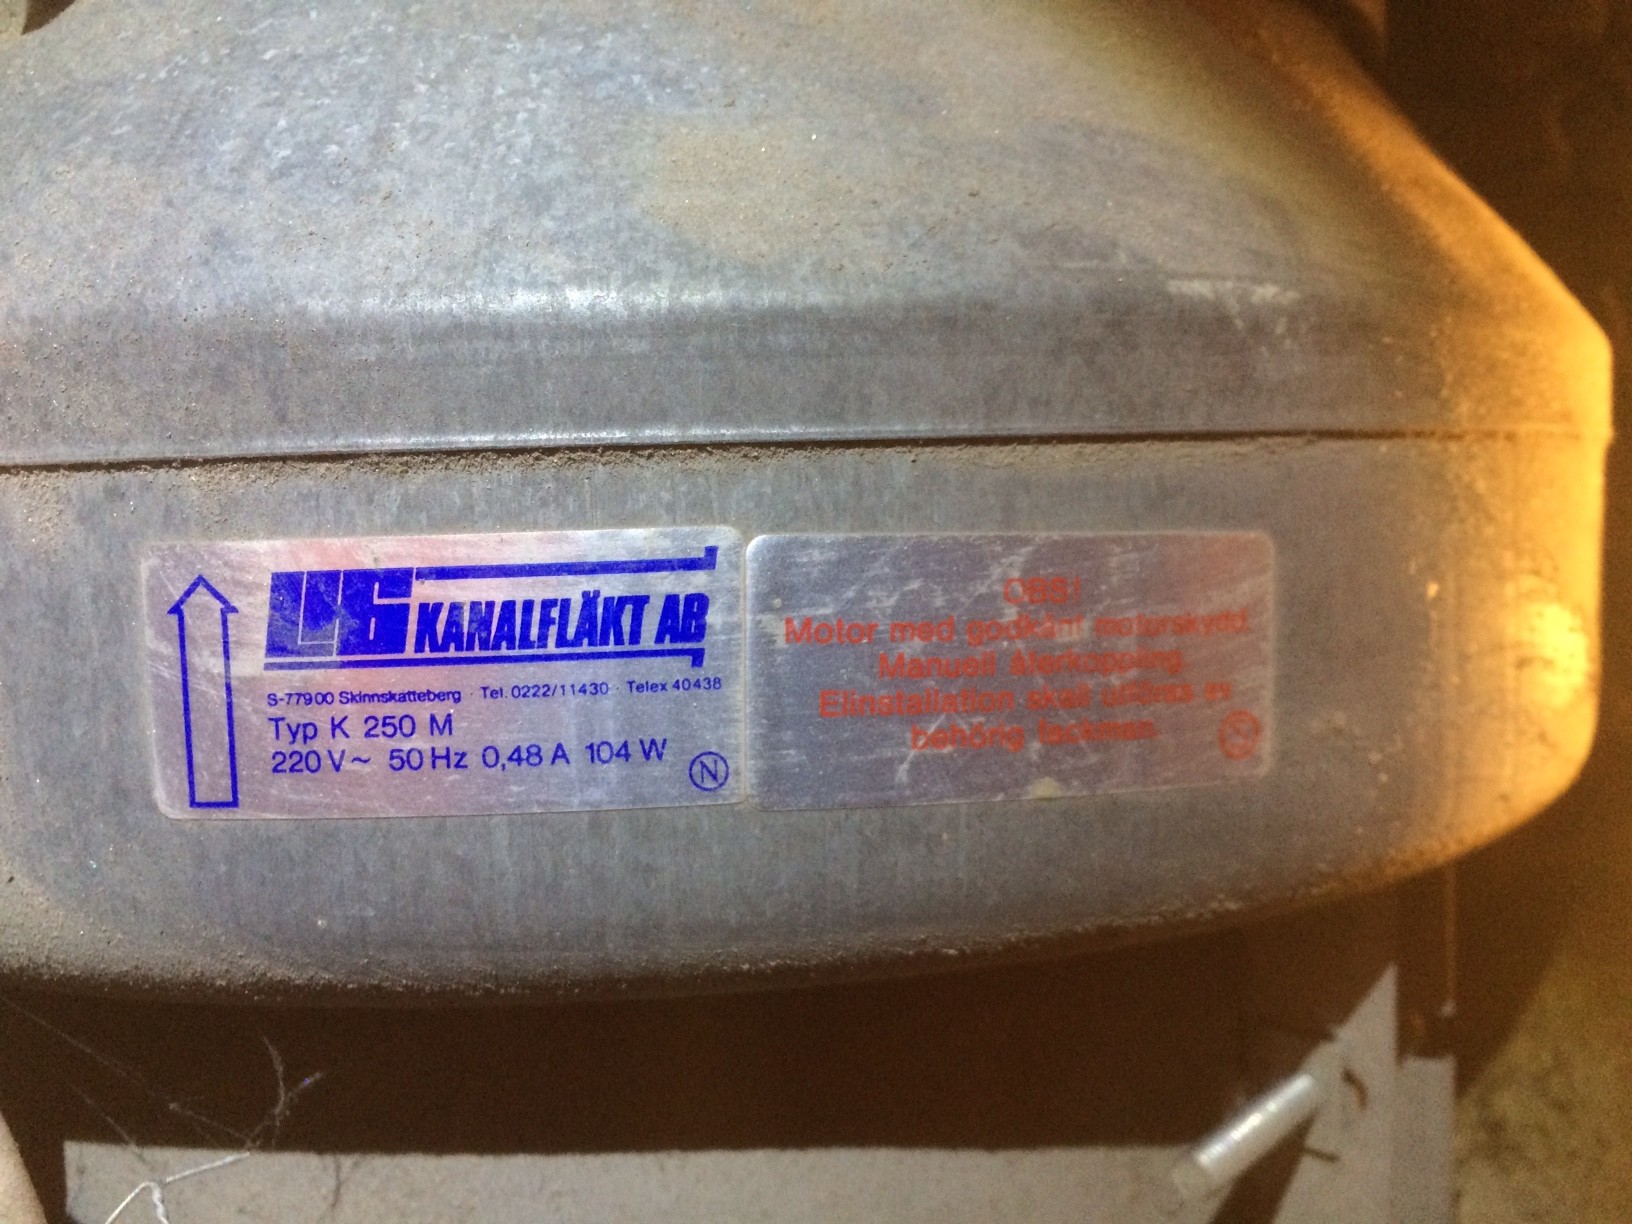 LG KANALFLÄKT AB
S-77900 Skinnskatteberg · Tel. 0222/11430 · Telex 40438
Typ K 250 M
220 V~ 50 Hz 0,48 A 104 W
N
OBS!
Motor med godkänt motorskydd.
Manuell återkoppling.
Elinstallation skall utföras av
behörig fackman.
S